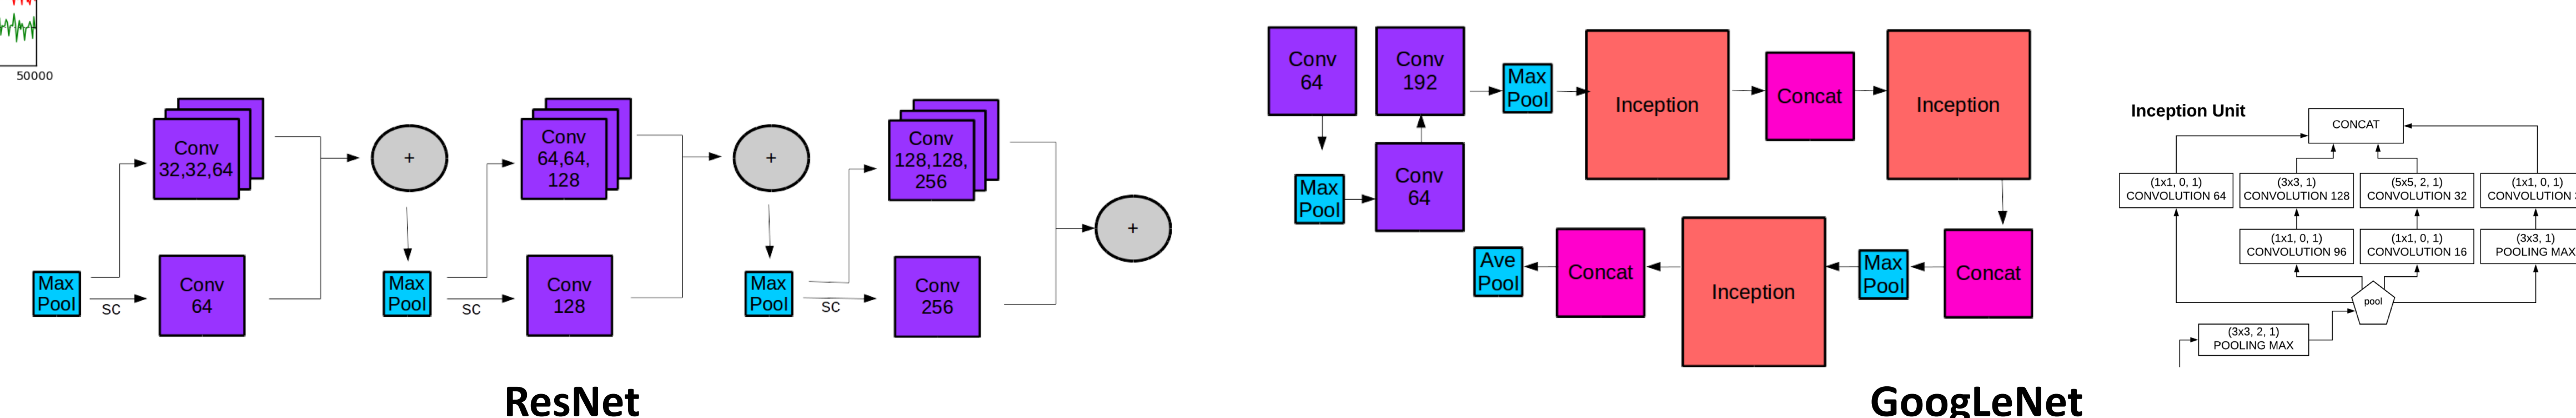 50000
Conv
32,32,64
+
Conv
64,64,
128
+
Conv
128,128,
256
+
Max
Pool
SC
Conv
64
Max
Pool
SC
Conv
128
Max
Pool
SC
Conv
256
ResNet
Conv
64
Conv
192
Max
Pool
Inception
Concat
Inception
Max
Pool
Conv
64
Ave
Pool
Concat
Inception
Max
Pool
Concat
GoogLeNet
Inception Unit
CONCAT
(1x1, 0, 1)
CONVOLUTION 64
(3x3, 1)
CONVOLUTION 128
(5x5, 2, 1)
CONVOLUTION 32
(1x1, 0, 1)
CONVOLUTION
(1x1, 0, 1)
CONVOLUTION 96
(1x1, 0, 1)
CONVOLUTION 16
(3x3, 1)
POOLING MAX
pool
(3x3, 2, 1)
POOLING MAX